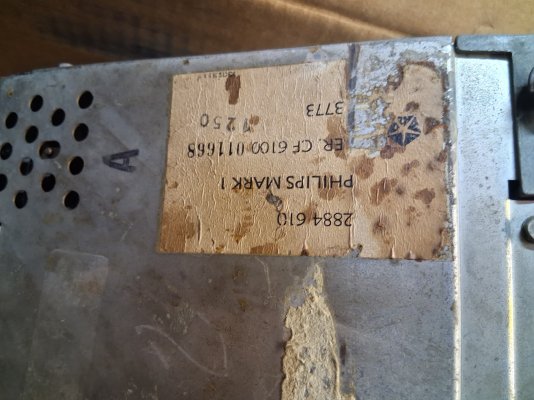 2884 610
PHILIPS MARK 1
ER. CF 6100 011668
3773
1250
A